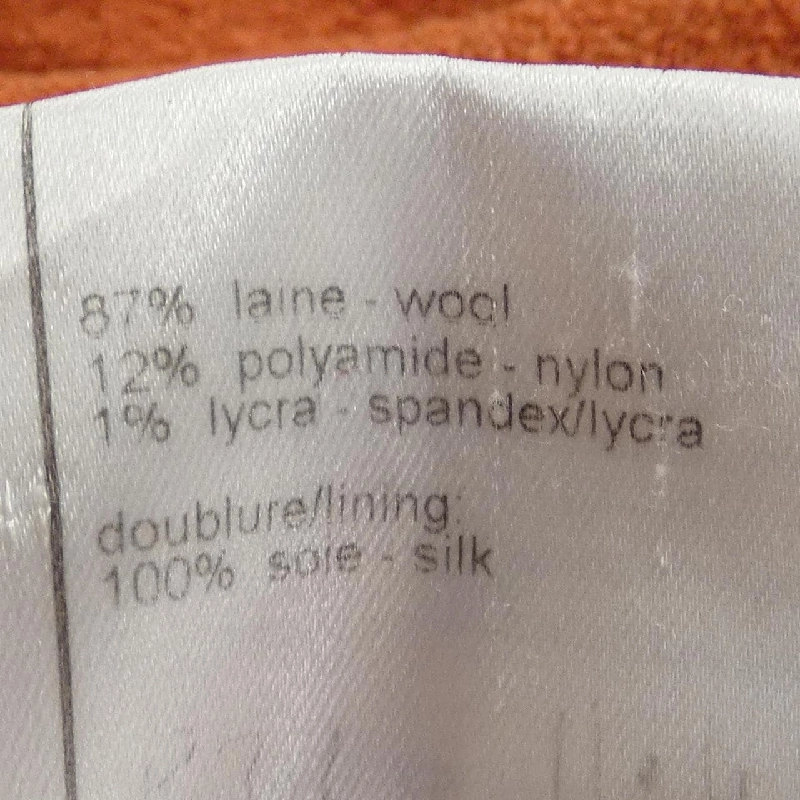 87% laine - wool
12% polyamide - nylon
1% lycra - spandex/lycra
doublure/lining:
100% soie - silk